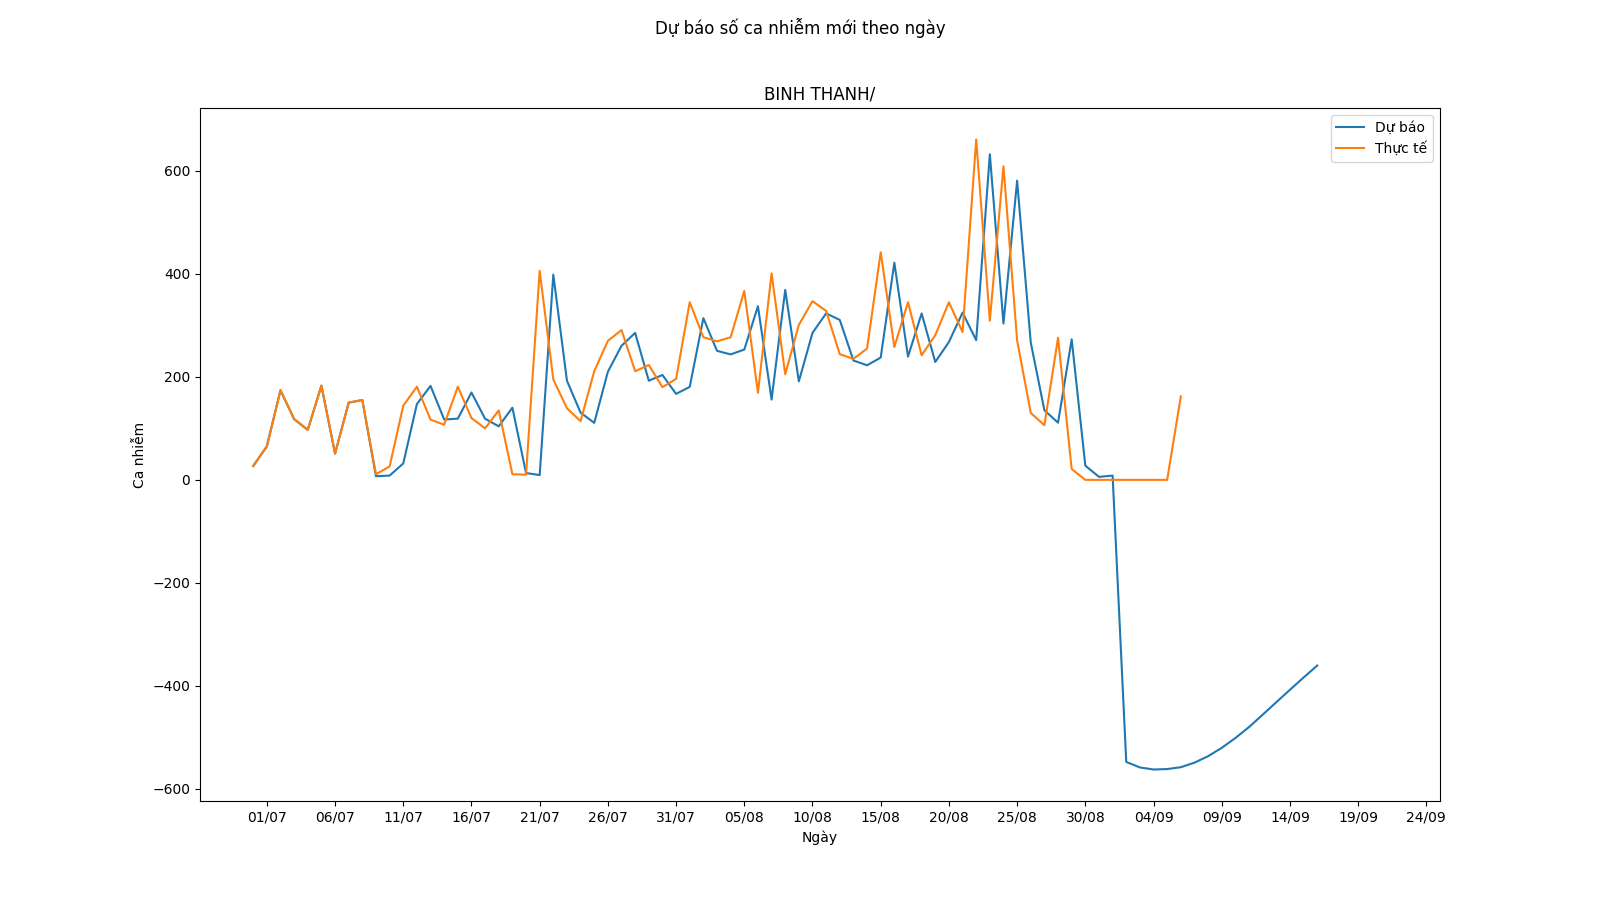 Dự báo số ca nhiễm mới theo ngày
BINH THANH/
Dự báo
Thực tế
Ca nhiễm
600
400
200
0
−200
−400
−600
01/07 06/07 11/07 16/07 21/07 26/07 31/07 05/08 10/08 15/08 20/08 25/08 30/08 04/09 09/09 14/09 19/09 24/09
Ngày